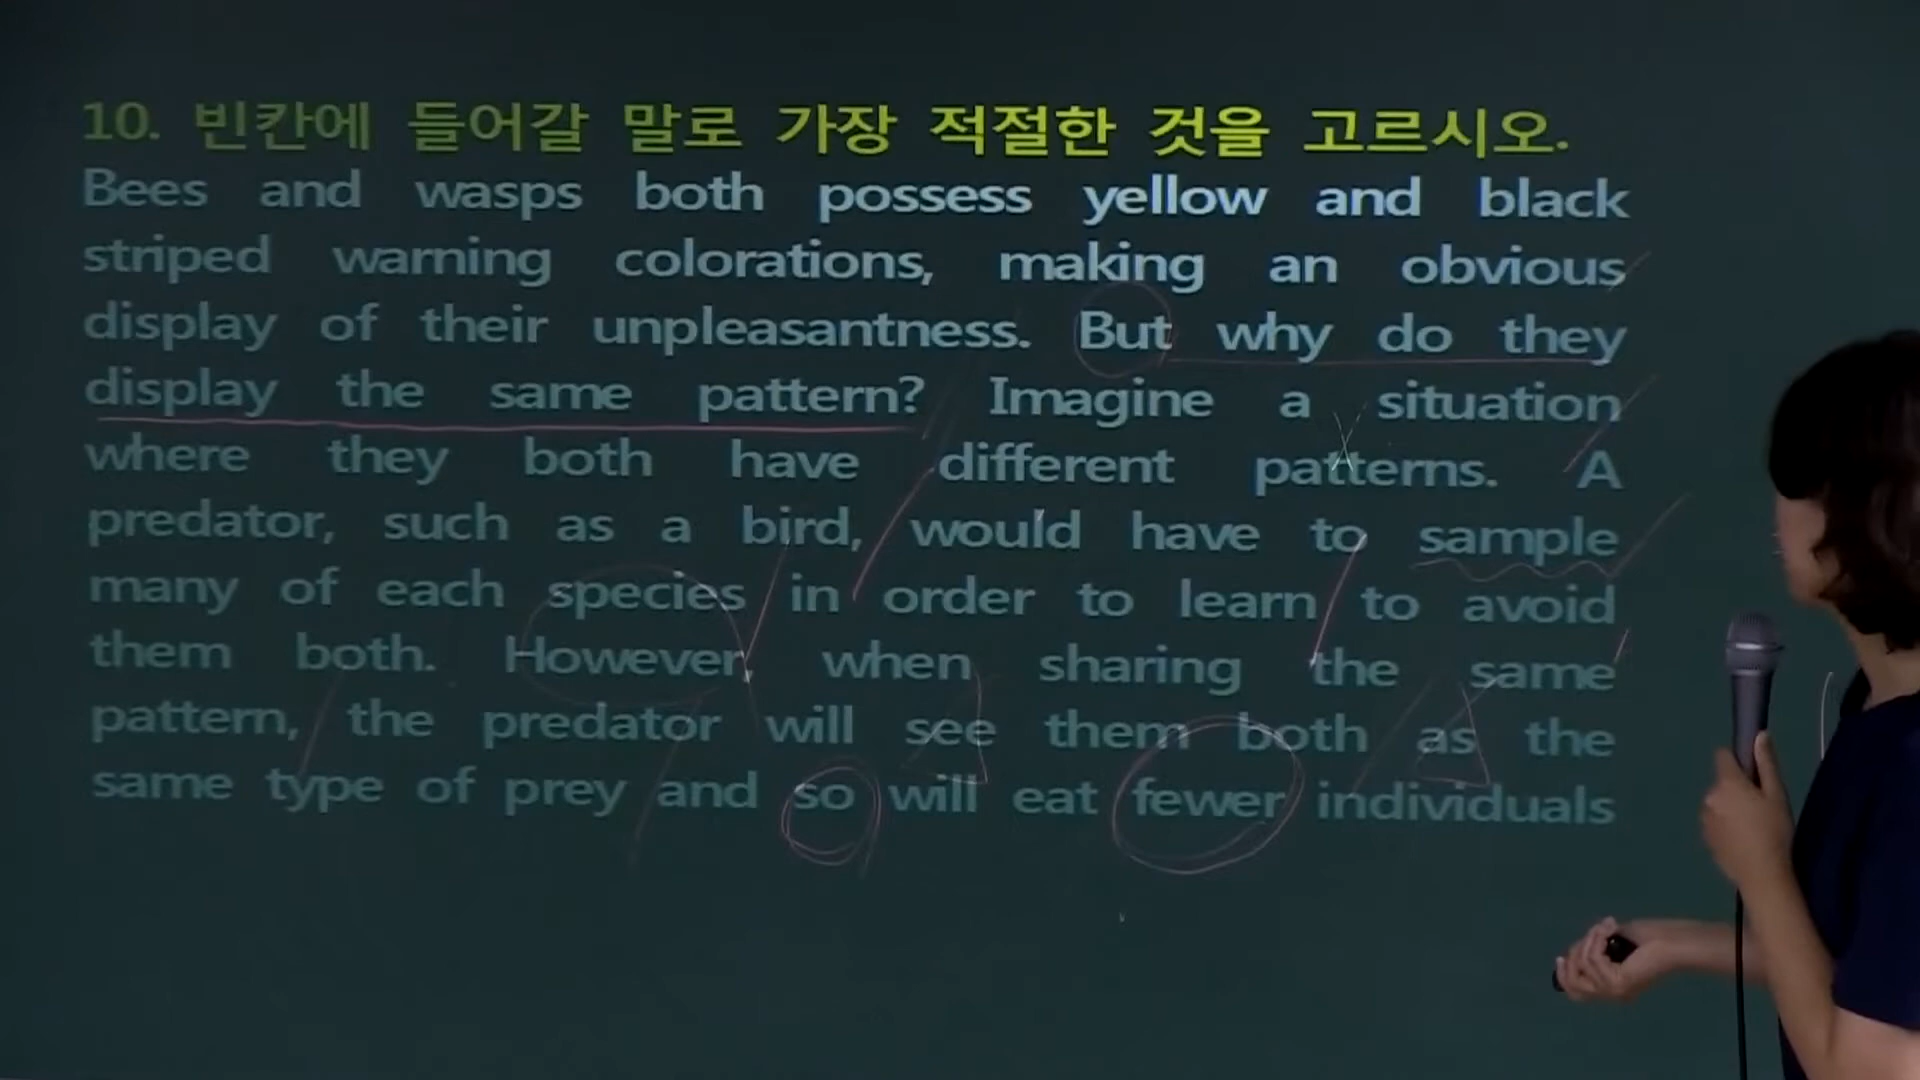 10. 빈칸에 들어갈 말로 가장 적절한 것을 고르시오.
Bees and wasps both possess yellow and black
striped warning colorations, making an obvious
display of their unpleasantness. But why do they
display the same pattern? Imagine a situation
where they both have different patterns. A
predator, such as a bird, would have to sample
many of each species in order to learn to avoid
them both. However, when sharing the same
pattern, the predator will see them both as the
same type of prey and so will eat fewer individuals